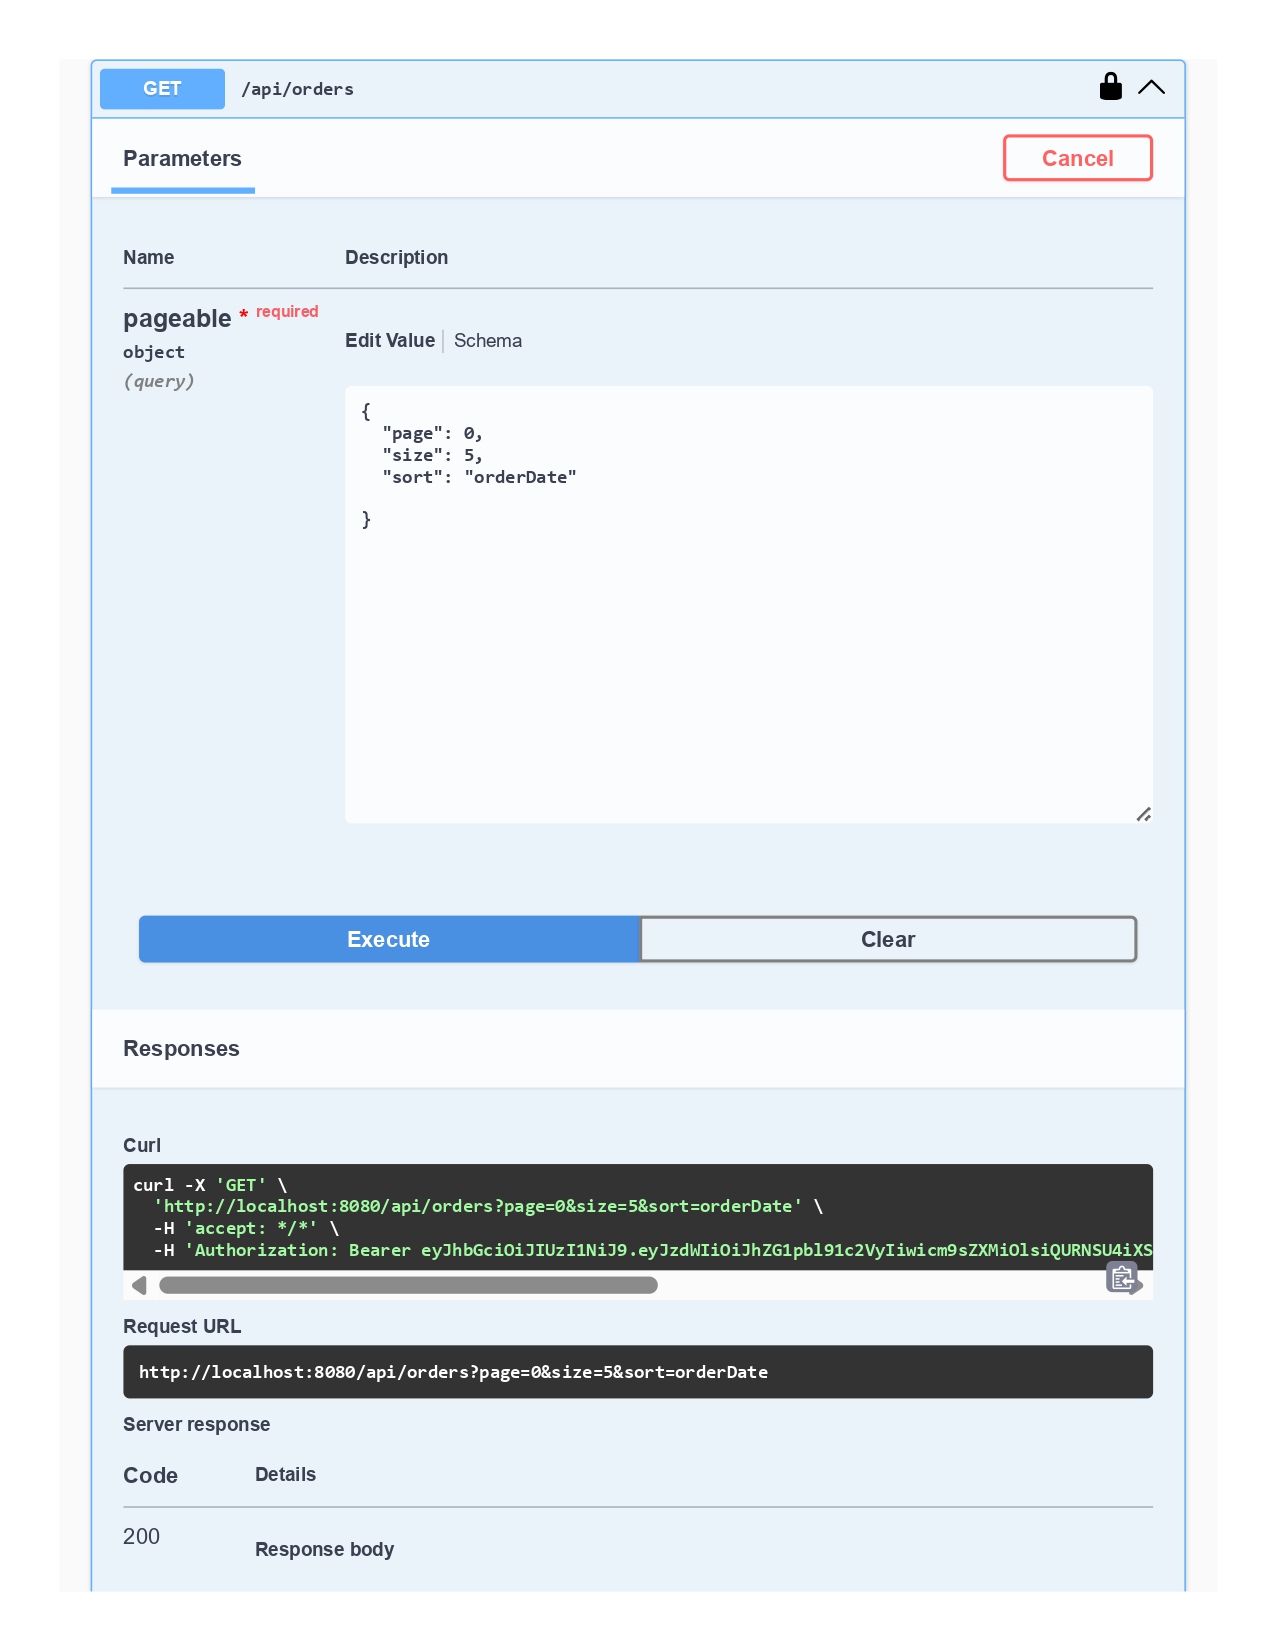 GET /api/orders
Parameters
Cancel
Name Description
pageable * required
object
(query)
Edit Value Schema
{
  "page": 0,
  "size": 5,
  "sort": "orderDate"
}
Execute Clear
Responses
Curl
curl -X 'GET' \
  'http://localhost:8080/api/orders?page=0&size=5&sort=orderDate' \
  -H 'accept: */*' \
  -H 'Authorization: Bearer eyJhbGciOiJIUzI1NiJ9.eyJzdWIiOiJhZG1pbl91c2VyIiwicm9sZXMiOlsiQURNSU4iXS
Request URL
http://localhost:8080/api/orders?page=0&size=5&sort=orderDate
Server response
Code Details
200
Response body